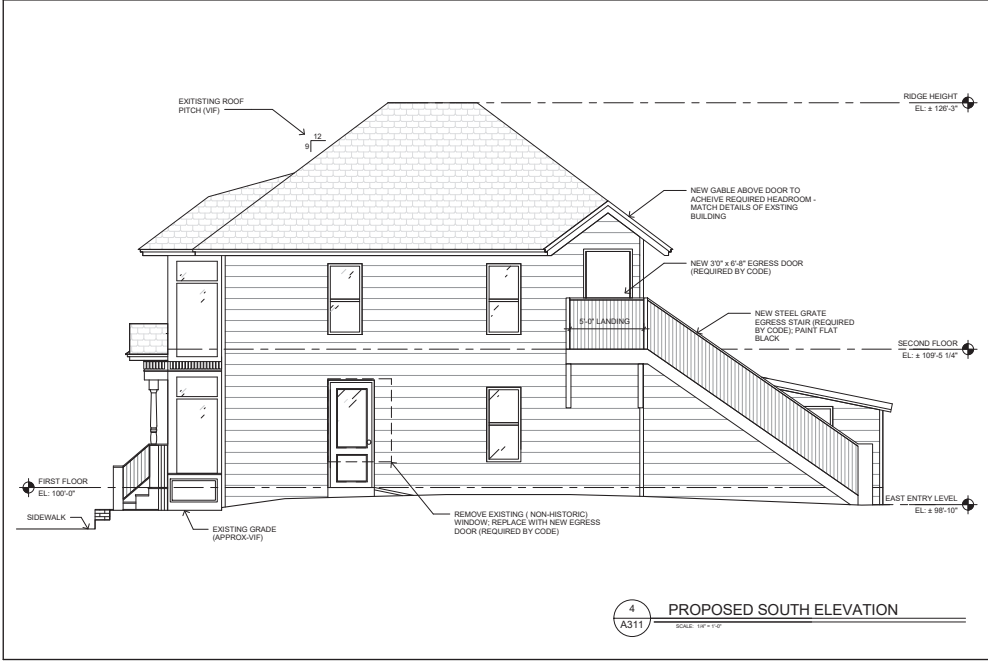 EXITISTING ROOF
PITCH (VIF)
12
9
RIDGE HEIGHT
EL: ± 126'-3"
NEW GABLE ABOVE DOOR TO
ACHEIVE REQUIRED HEADROOM -
MATCH DETAILS OF EXSTING
BUILDING
NEW 3'0" x 6'-8" EGRESS DOOR
(REQUIRED BY CODE)
5'-0" LANDING
NEW STEEL GRATE
EGRESS STAIR (REQUIRED
BY CODE); PAINT FLAT
BLACK
SECOND FLOOR
EL: ± 109'-5 1/4"
FIRST FLOOR
EL: 100'-0"
SIDEWALK
EXISTING GRADE
(APPROX-VIF)
REMOVE EXISTING ( NON-HISTORIC)
WINDOW; REPLACE WITH NEW EGRESS
DOOR (REQUIRED BY CODE)
EAST ENTRY LEVEL
EL: ± 98'-10"
4
A311
PROPOSED SOUTH ELEVATION
SCALE: 1/4" = 1'-0"